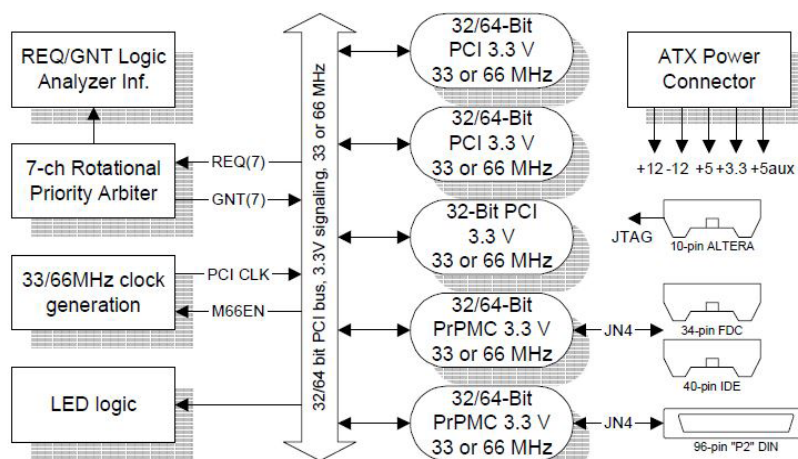 REQ/GNT Logic
Analyzer Inf.
7-ch Rotational
Priority Arbiter
REQ(7)
GNT(7)
33/66MHz clock
generation
PCI CLK
M66EN
LED logic
32/64 bit PCI bus, 3.3V signaling, 33 or 66 MHz
32/64-Bit
PCI 3.3 V
33 or 66 MHz
32/64-Bit
PCI 3.3 V
33 or 66 MHz
32-Bit PCI
3.3 V
33 or 66 MHz
32/64-Bit
PrPMC 3.3 V
33 or 66 MHz
JN4
32/64-Bit
PrPMC 3.3 V
33 or 66 MHz
JN4
ATX Power
Connector
+12 -12 +5 +3.3 +5aux
JTAG
10-pin ALTERA
34-pin FDC
40-pin IDE
96-pin "P2" DIN